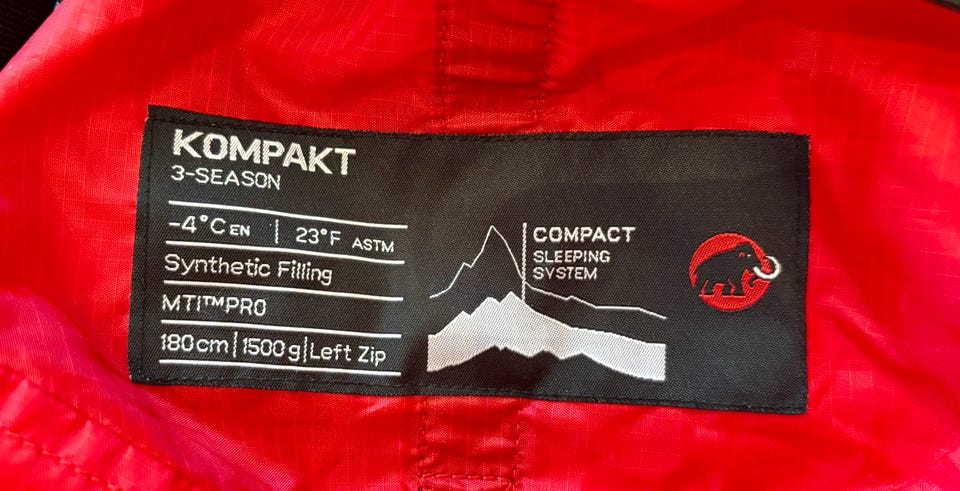 KOMPAKT
3-SEASON
-4°C EN | 23°F ASTM
Synthetic Filling
MTI™PRO
180cm|1500g|Left Zip
COMPACT
SLEEPING
SYSTEM